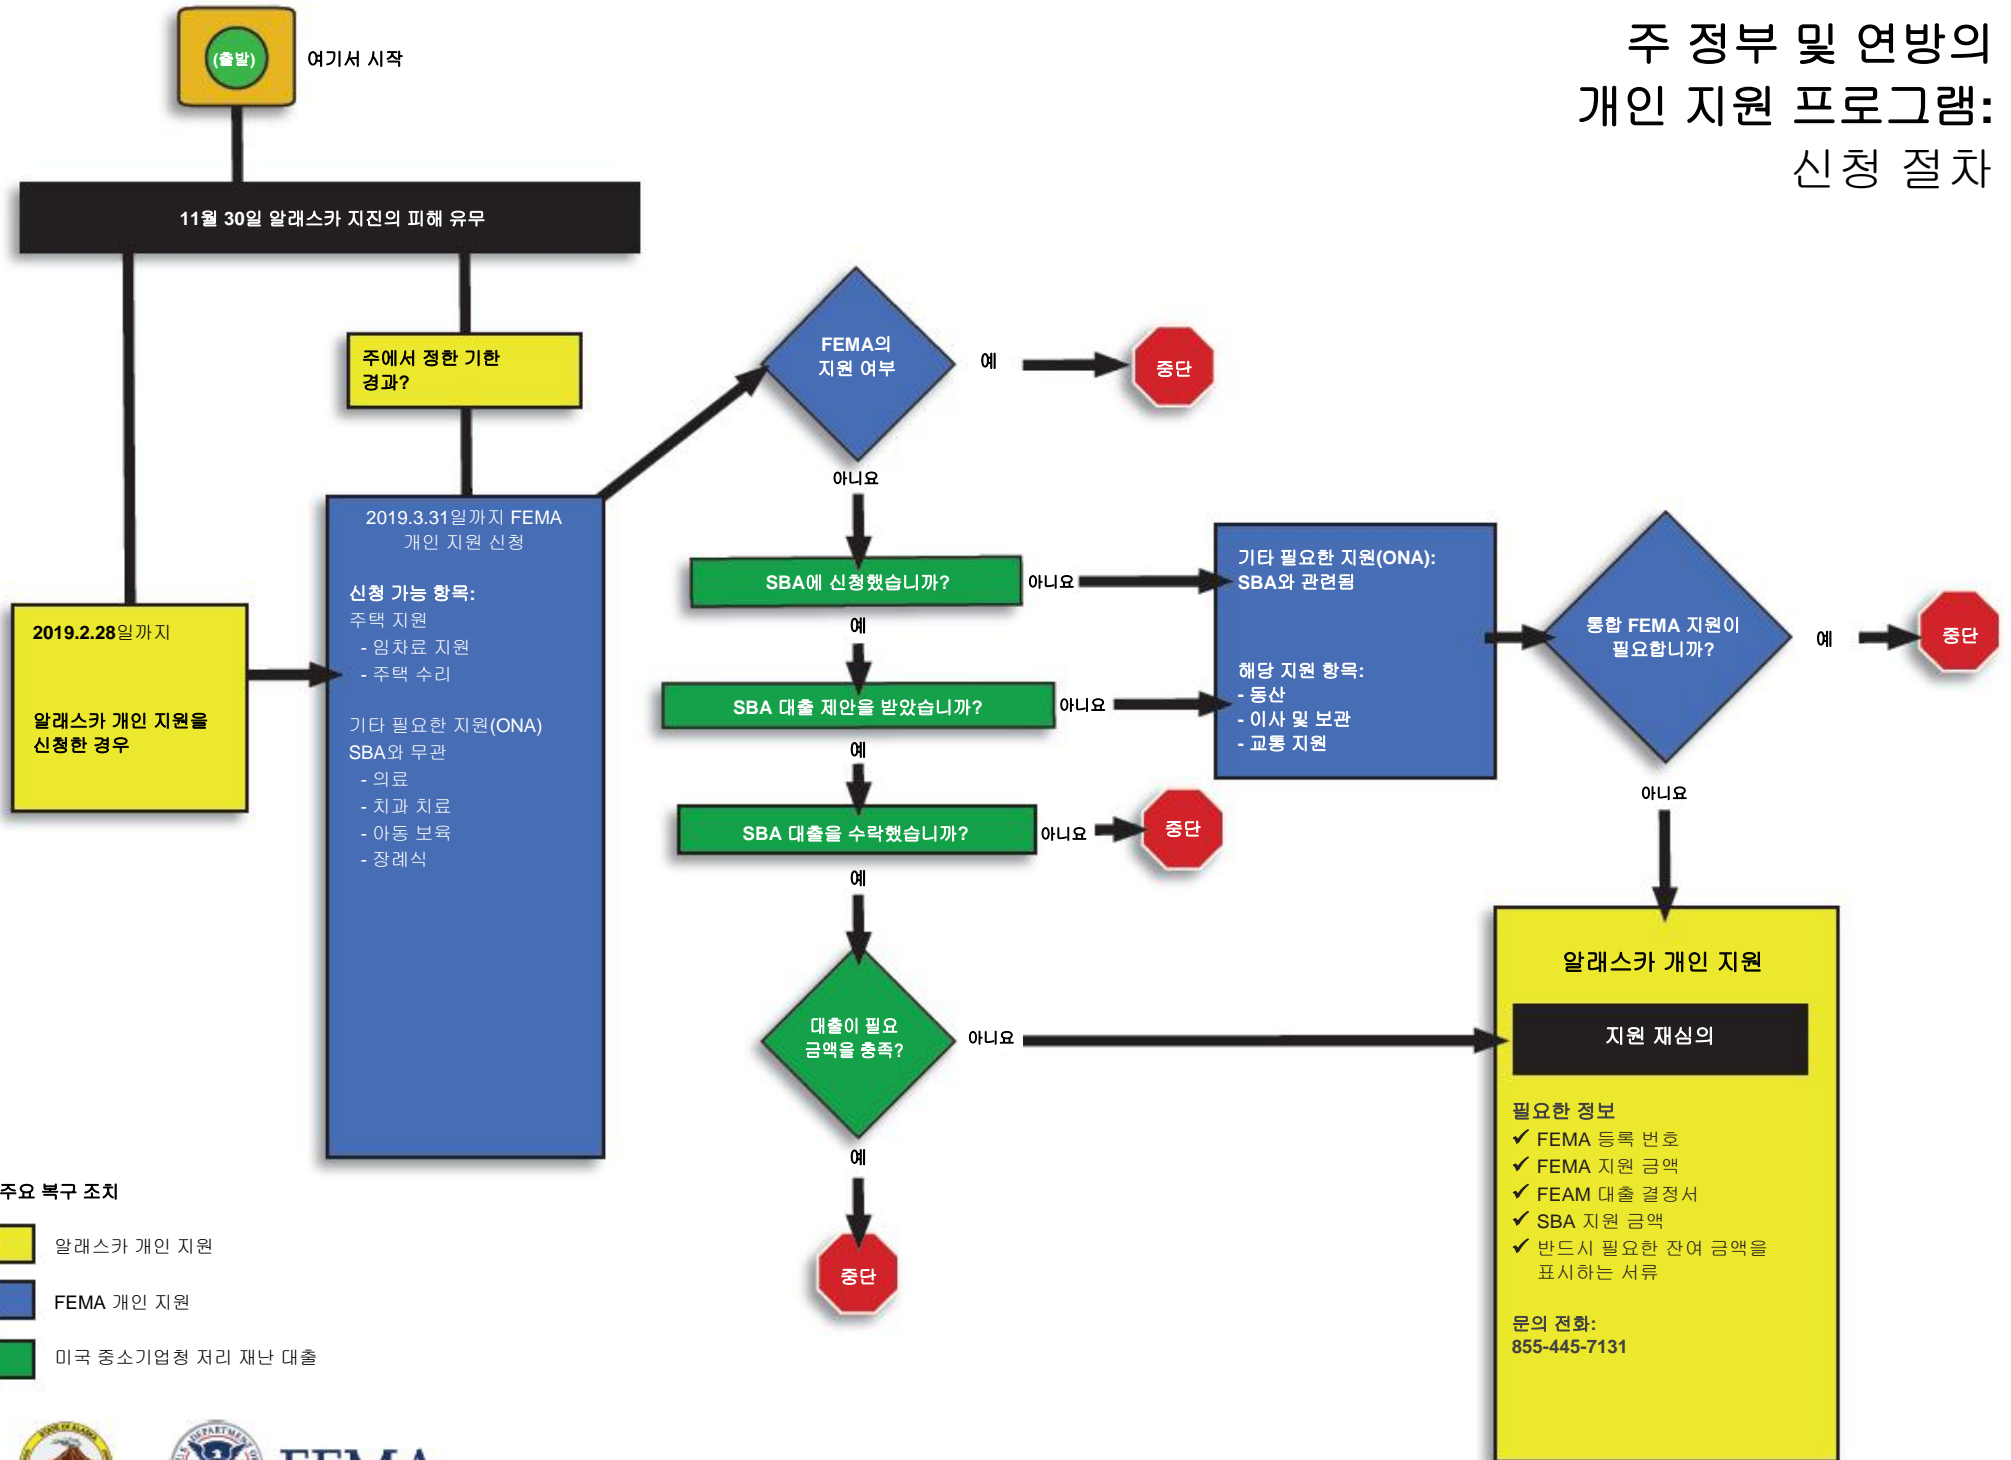 주 정부 및 연방의
개인 지원 프로그램:
신청 절차
(출발)
여기서 시작
11월 30일 알래스카 지진의 피해 유무
주에서 정한 기한
경과?
2019.2.28일까지
알래스카 개인 지원을
신청한 경우
2019.3.31일까지 FEMA
개인 지원 신청
신청 가능 항목:
주택 지원
- 임차료 지원
- 주택 수리
기타 필요한 지원(ONA)
SBA와 무관
- 의료
- 치과 치료
- 아동 보육
- 장례식
FEMA의
지원 여부
예
중단
아니요
SBA에 신청했습니까?
아니요
예
SBA 대출 제안을 받았습니까?
아니요
예
SBA 대출을 수락했습니까?
아니요
중단
예
대출이 필요
금액을 충족?
아니요
예
중단
기타 필요한 지원(ONA):
SBA와 관련됨
해당 지원 항목:
- 동산
- 이사 및 보관
- 교통 지원
통합 FEMA 지원이
필요합니까?
예
중단
아니요
알래스카 개인 지원
지원 재심의
필요한 정보
✓ FEMA 등록 번호
✓ FEMA 지원 금액
✓ FEAM 대출 결정서
✓ SBA 지원 금액
✓ 반드시 필요한 잔여 금액을
표시하는 서류
문의 전화:
855-445-7131
주요 복구 조치
알래스카 개인 지원
FEMA 개인 지원
미국 중소기업청 저리 재난 대출
STATE OF ALASKA
FEMA